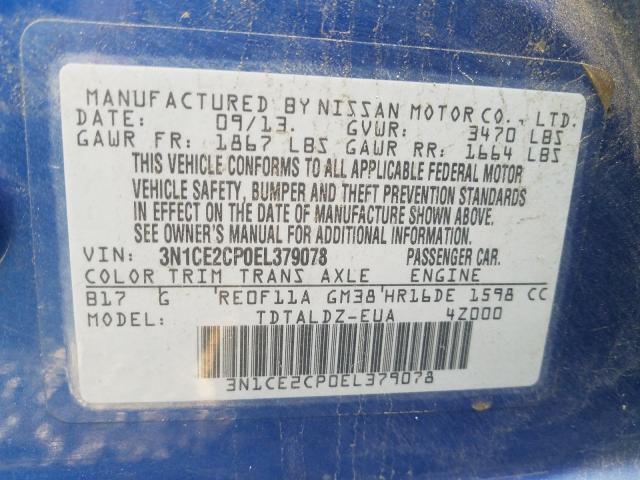 MANUFACTURED BY NISSAN MOTOR CO., LTD.
DATE: 09/13. GVWR: 3470 LBS
GAWR FR: 1867 LBS GAWR RR: 1664 LBS
THIS VEHICLE CONFORMS TO ALL APPLICABLE FEDERAL MOTOR
VEHICLE SAFETY, BUMPER AND THEFT PREVENTION STANDARDS
IN EFFECT ON THE DATE OF MANUFACTURE SHOWN ABOVE.
SEE OWNER'S MANUAL FOR ADDITIONAL INFORMATION.
VIN: 3N1CE2CP0EL379078 PASSENGER CAR.
COLOR TRIM TRANS AXLE ENGINE
B17 G RE0F11A GM38 HR16DE 1598 CC
MODEL: TDTALDZ-EUA 4Z000
3N1CE2CP0EL379078